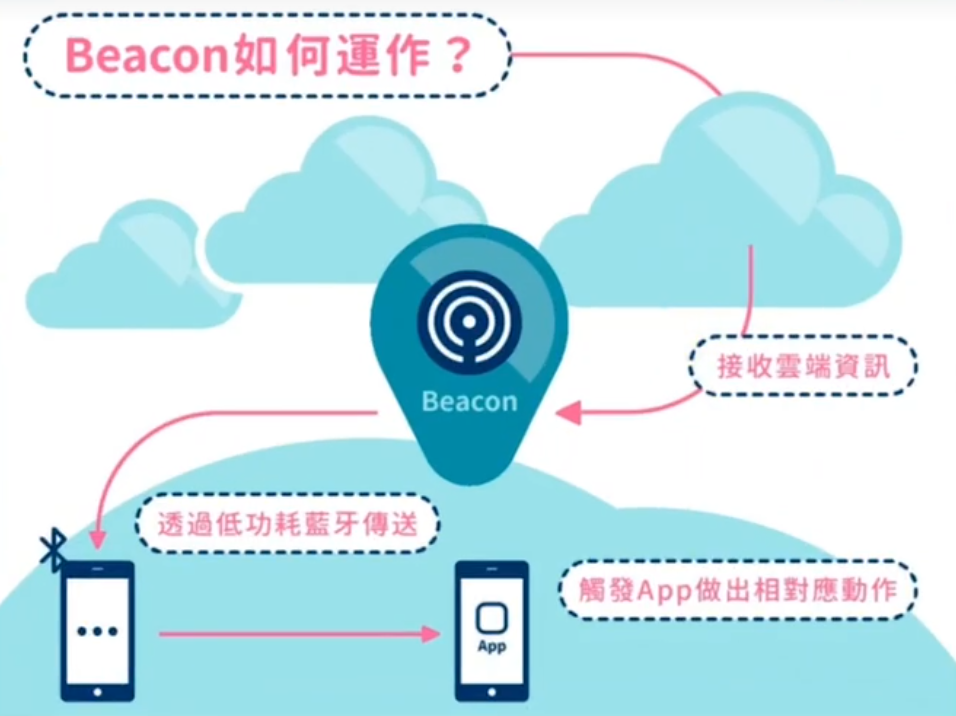 Beacon如何運作？
接收雲端資訊
Beacon
透過低功耗藍牙傳送
觸發App做出相對應動作
App